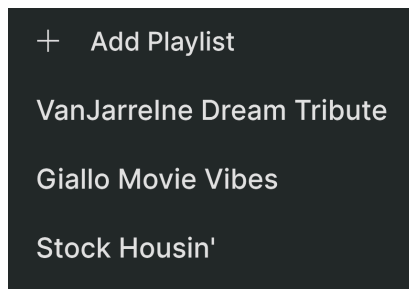 Add Playlist
VanJarrelne Dream Tribute
Giallo Movie Vibes
Stock Housin'